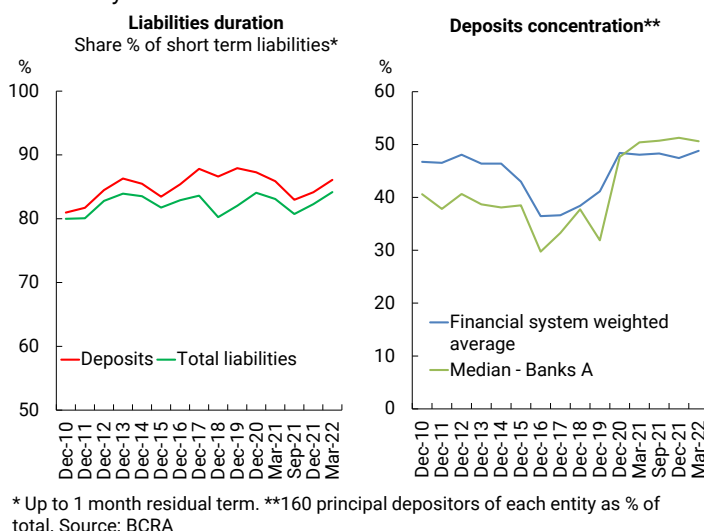 Liabilities duration
Share % of short term liabilities*
%
100
90
80
70
60
50
Deposits
Total liabilities
Dec-10
Dec-11
Dec-12
Dec-13
Dec-14
Dec-15
Dec-16
Dec-17
Dec-18
Dec-19
Dec-20
Mar-21
Sep-21
Dec-21
Mar-22
Deposits concentration**
%
60
50
40
30
20
10
0
Financial system weighted
average
Median - Banks A
Dec-10
Dec-11
Dec-12
Dec-13
Dec-14
Dec-15
Dec-16
Dec-17
Dec-18
Dec-19
Dec-20
Mar-21
Sep-21
Dec-21
Mar-22
* Up to 1 month residual term. **160 principal depositors of each entity as % of
total. Source: BCRA